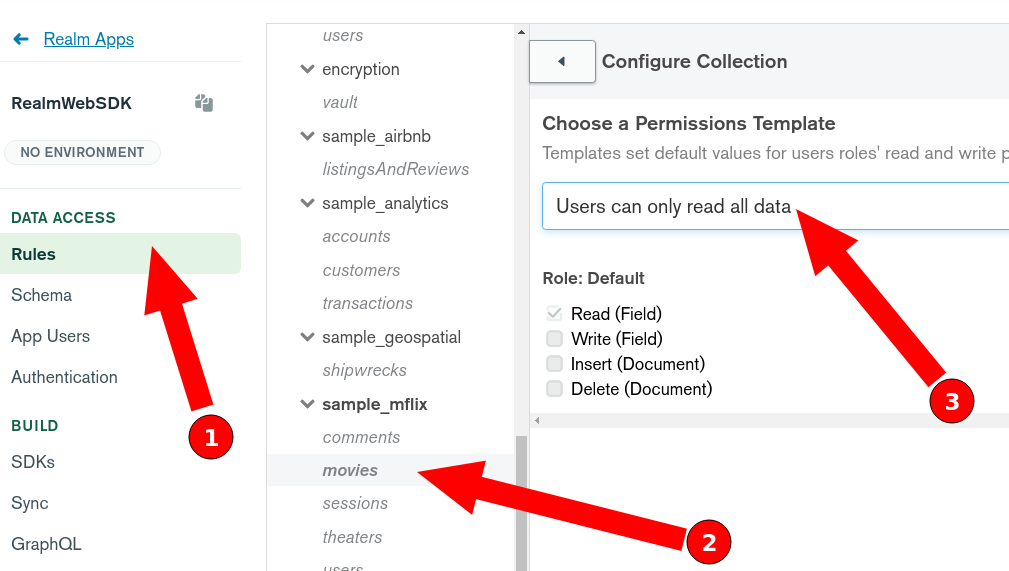 Realm Apps
RealmWebSDK
NO ENVIRONMENT
DATA ACCESS
Rules
Schema
App Users
Authentication
BUILD
SDKs
Sync
GraphQL
1
users
encryption
vault
sample_airbnb
listingsAndReviews
sample_analytics
accounts
customers
transactions
sample_geospatial
shipwrecks
sample_mflix
comments
movies
sessions
theaters
users
2
Configure Collection
Choose a Permissions Template
Templates set default values for users roles' read and write p
Users can only read all data
Role: Default
Read (Field)
Write (Field)
Insert (Document)
Delete (Document)
3